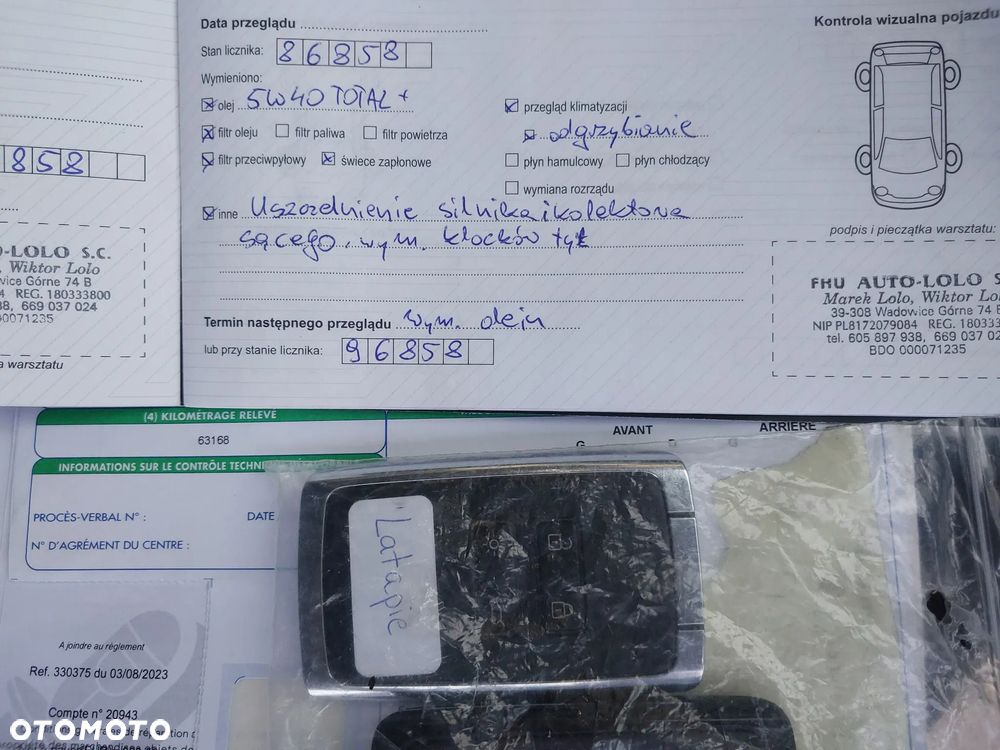 Data przeglądu
Kontrola wizualna pojazdu
Stan licznika: 86858
Wymieniono:
olej 5W40 TOTAL +
przegląd klimatyzacji
filtr oleju filtr paliwa filtr powietrza
odgrzybianie
filtr przeciwpyłowy świece zapłonowe
płyn hamulcowy płyn chłodzący
wymiana rozrządu
858
inne Uszczelnienie silnika i kolektora
sącego, wym. klocków tył
podpis i pieczątka warsztatu:
O-LOLO S.C.
, Wiktor Lolo
wice Górne 74 B
4 REG. 180333800
38, 669 037 024
00071235
a warsztatu
FHU AUTO-LOLO S
Marek Lolo, Wiktor Lo
39-308 Wadowice Górne 74
NIP PL8172079084 REG. 180333
tel. 605 897 938, 669 037 02
BDO 000071235
Termin następnego przeglądu wym. oleju
lub przy stanie licznika: 96858
(4) KILOMÉTRAGE RELEVÉ
63168
AVANT
ARRIÈRE
G D G
INFORMATIONS SUR LE CONTRÔLE TECHNI
PROCÈS-VERBAL N° :
DATE
N° D'AGRÉMENT DU CENTRE :
Latapie
A joindre au règlement
Ref. 330375 du 03/08/2023
Compte n° 20943
OTOMOTO